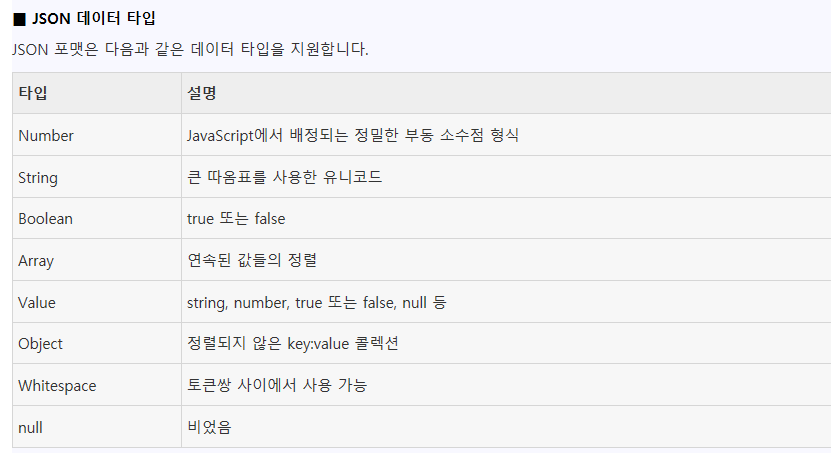 ■ JSON 데이터 타입
JSON 포맷은 다음과 같은 데이터 타입을 지원합니다.
타입 설명
Number JavaScript에서 배정되는 정밀한 부동 소수점 형식
String 큰 따옴표를 사용한 유니코드
Boolean true 또는 false
Array 연속된 값들의 정렬
Value string, number, true 또는 false, null 등
Object 정렬되지 않은 key:value 콜렉션
Whitespace 토큰쌍 사이에서 사용 가능
null 비었음